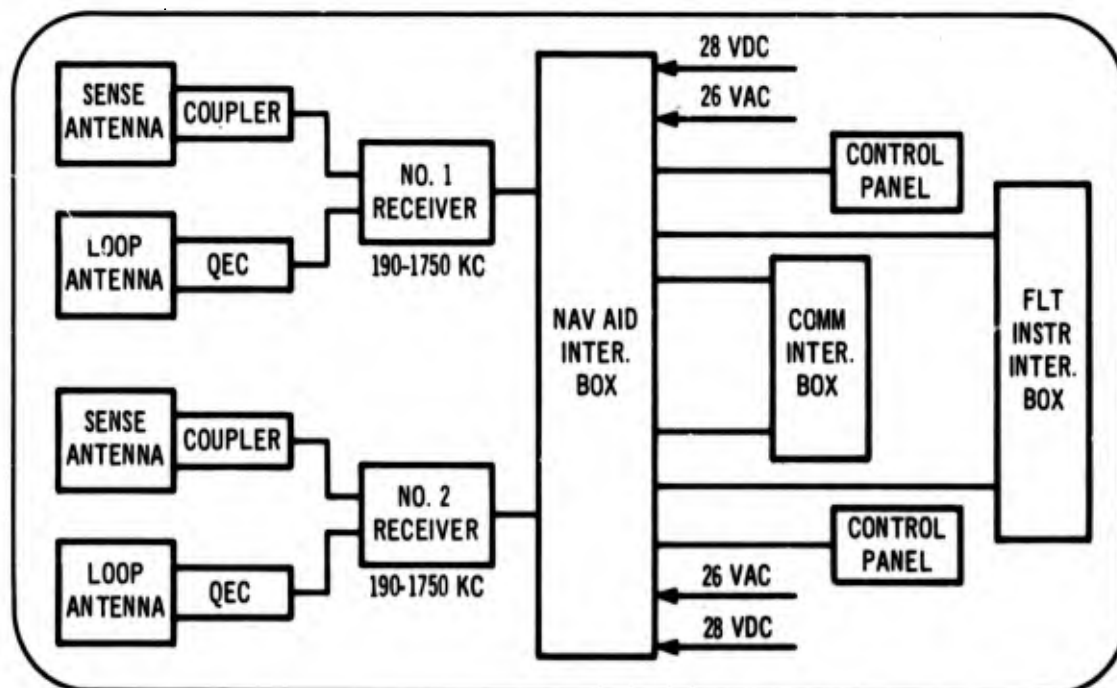 SENSE
ANTENNA
COUPLER
LOOP
ANTENNA
QEC
NO. 1
RECEIVER
190-1750 KC
SENSE
ANTENNA
COUPLER
LOOP
ANTENNA
QEC
NO. 2
RECEIVER
190-1750 KC
NAV AID
INTER.
BOX
28 VDC
26 VAC
CONTROL
PANEL
COMM
INTER.
BOX
FLT
INSTR
INTER.
BOX
CONTROL
PANEL
26 VAC
28 VDC